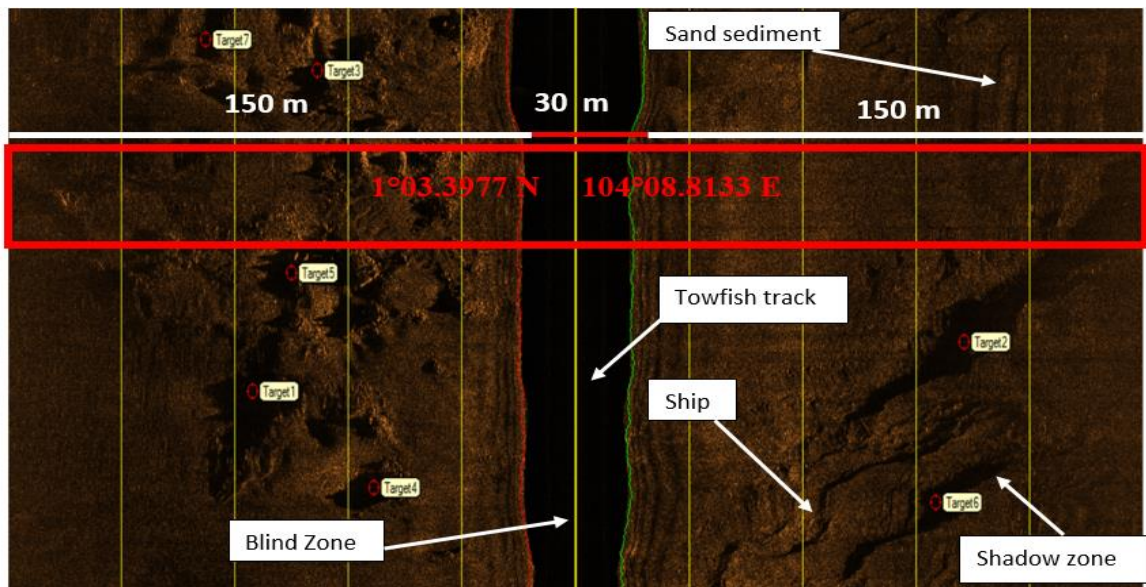 Target7
Sand sediment
Target3
150 m
30 m
150 m
1°03.3977 N 104°08.8133 E
Target5
Towfish track
Target2
Target1
Ship
Target4
Target6
Blind Zone
Shadow zone